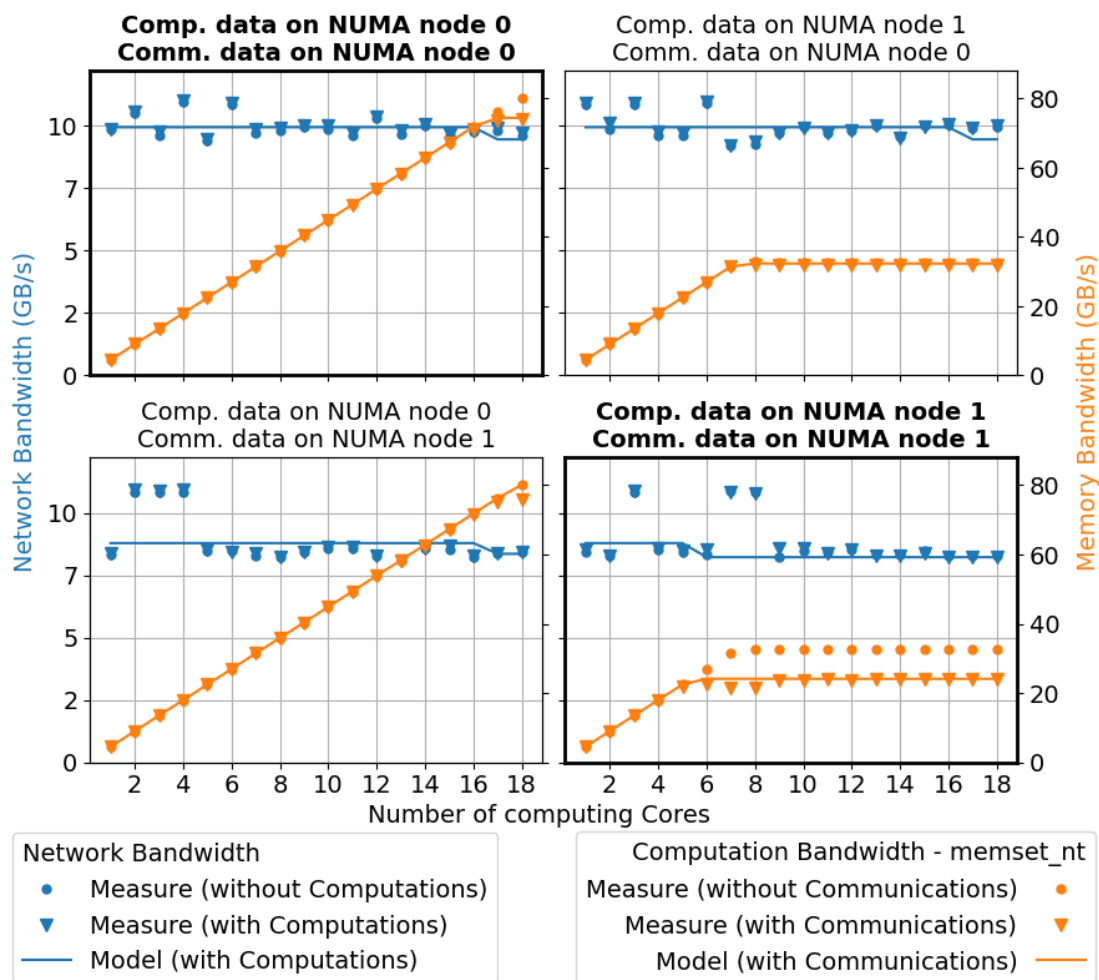 Comp. data on NUMA node 0
Comm. data on NUMA node 0
Comp. data on NUMA node 1
Comm. data on NUMA node 0
10
7
5
2
0
80
60
40
20
0
Network Bandwidth (GB/s)
Memory Bandwidth (GB/s)
Comp. data on NUMA node 0
Comm. data on NUMA node 1
Comp. data on NUMA node 1
Comm. data on NUMA node 1
10
7
5
2
0
80
60
40
20
0
2 4 6 8 10 12 14 16 18
2 4 6 8 10 12 14 16 18
Number of computing Cores
Network Bandwidth
Measure (without Computations)
Measure (with Computations)
Model (with Computations)
Computation Bandwidth - memset_nt
Measure (without Communications)
Measure (with Communications)
Model (with Communications)